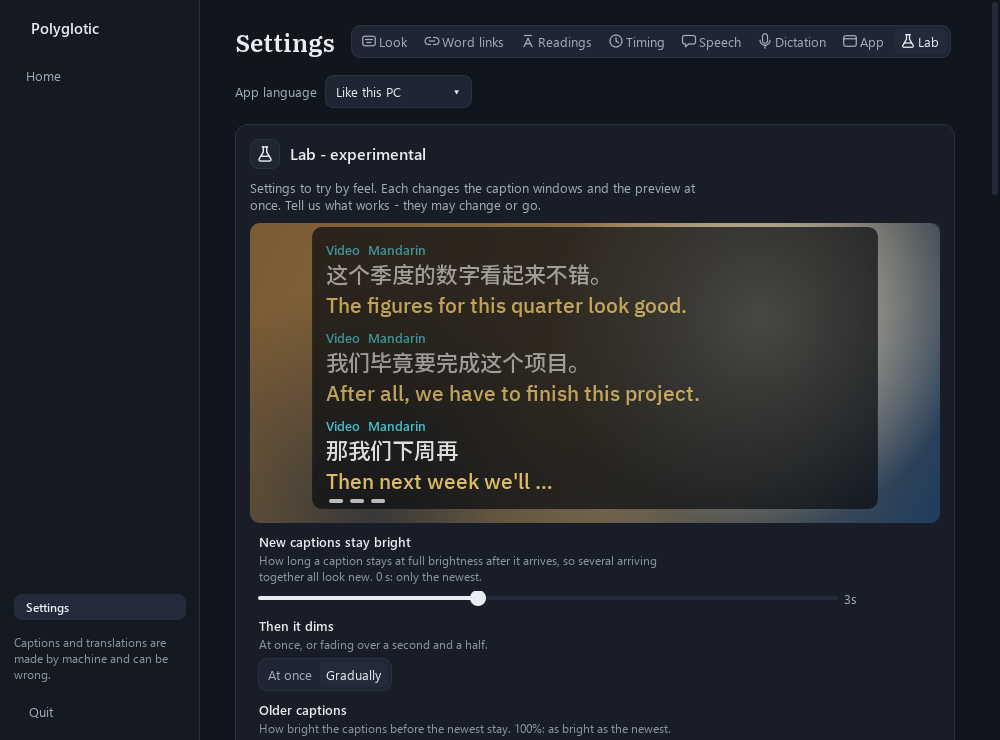 Polyglotic
Home
Settings
Look
Word links
Readings
Timing
Speech
Dictation
App
Lab
App language
Like this PC
Lab - experimental
Settings to try by feel. Each changes the caption windows and the preview at
once. Tell us what works - they may change or go.
Video Mandarin
这个季度的数字看起来不错。
The figures for this quarter look good.
Video Mandarin
我们毕竟要完成这个项目。
After all, we have to finish this project.
Video Mandarin
那我们下周再
Then next week we'll ...
New captions stay bright
How long a caption stays at full brightness after it arrives, so several arriving
together all look new. 0 s: only the newest.
3s
Then it dims
At once, or fading over a second and a half.
At once
Gradually
Older captions
How bright the captions before the newest stay. 100%: as bright as the newest.
Settings
Captions and translations are
made by machine and can be
wrong.
Quit